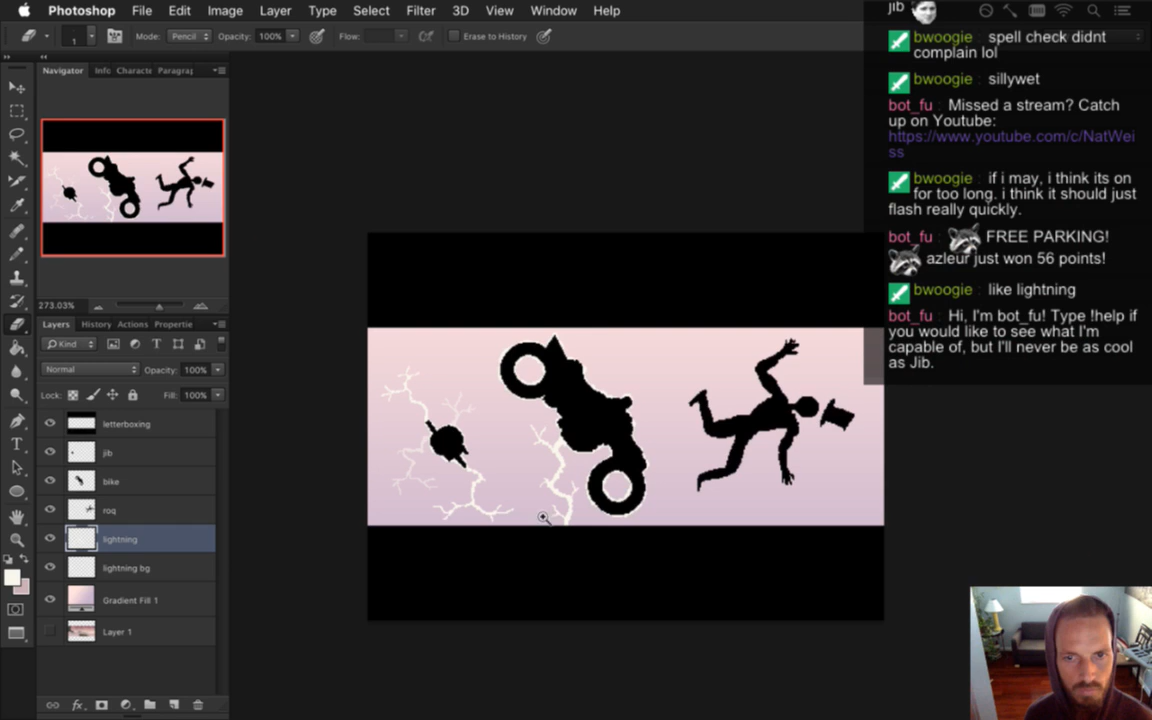 Photoshop File Edit Image Layer Type Select Filter 3D View Window Help
1 Mode: Pencil Opacity: 100% Flow: Erase to History
Navigator Info Characte Paragrap
273.03%
Layers History Actions Propertie
Kind
Normal Opacity: 100%
Lock: Fill: 100%
letterboxing
jib
bike
roq
lightning
lightning bg
Gradient Fill 1
Layer 1
fx
jib
bwoogie : spell check didnt
complain lol
bwoogie : sillywet
bot_fu : Missed a stream? Catch
up on Youtube:
https://www.youtube.com/c/NatWei
ss
bwoogie : if i may, i think its on
for too long. i think it should just
flash really quickly.
bot_fu : FREE PARKING!
azleur just won 56 points!
bwoogie : like lightning
bot_fu : Hi, I'm bot_fu! Type !help if
you would like to see what I'm
capable of, but I'll never be as cool
as Jib.